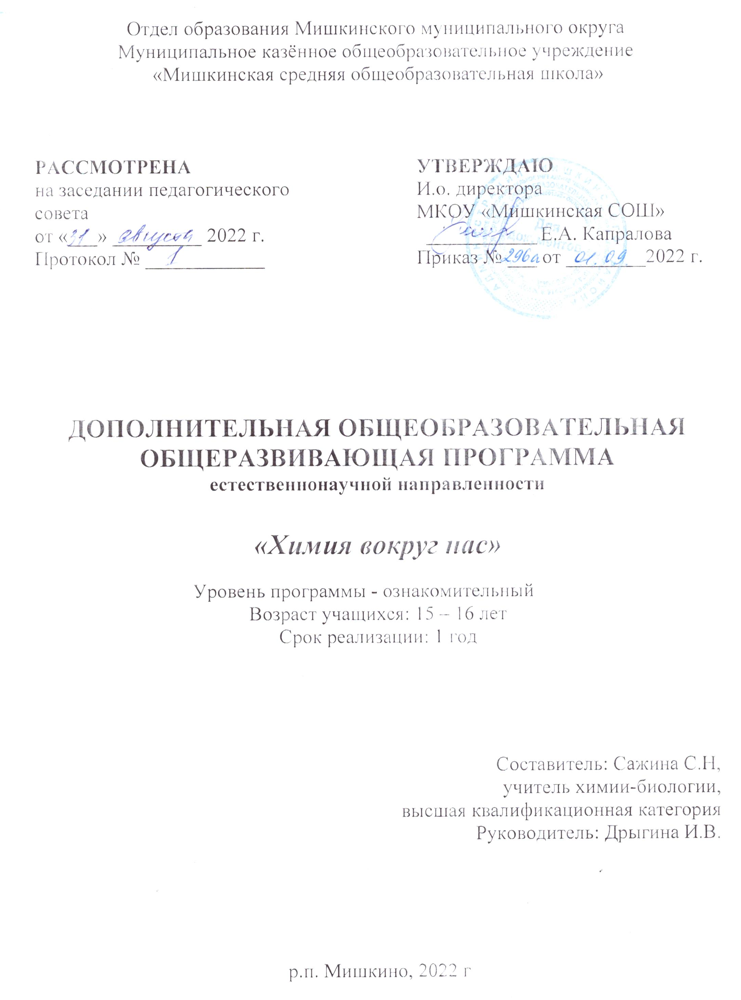 Отдел образования Мишкинского муниципального округа
Муниципальное казённое общеобразовательное учреждение
«Мишкинская средняя общеобразовательная школа»
РАССМОТРЕНА
на заседании педагогического
совета
от «31» августа 2022 г.
Протокол № 1
УТВЕРЖДАЮ
И.о. директора
МКОУ «Мишкинская СОШ»
Е.А. Капралова
Приказ № 296а от 01.09. 2022 г.
ДОПОЛНИТЕЛЬНАЯ ОБЩЕОБРАЗОВАТЕЛЬНАЯ
ОБЩЕРАЗВИВАЮЩАЯ ПРОГРАММА
естественнонаучной направленности
«Химия вокруг нас»
Уровень программы - ознакомительный
Возраст учащихся: 15 – 16 лет
Срок реализации: 1 год
Составитель: Сажина С.Н,
учитель химии-биологии,
высшая квалификационная категория
Руководитель: Дрыгина И.В.
р.п. Мишкино, 2022 г